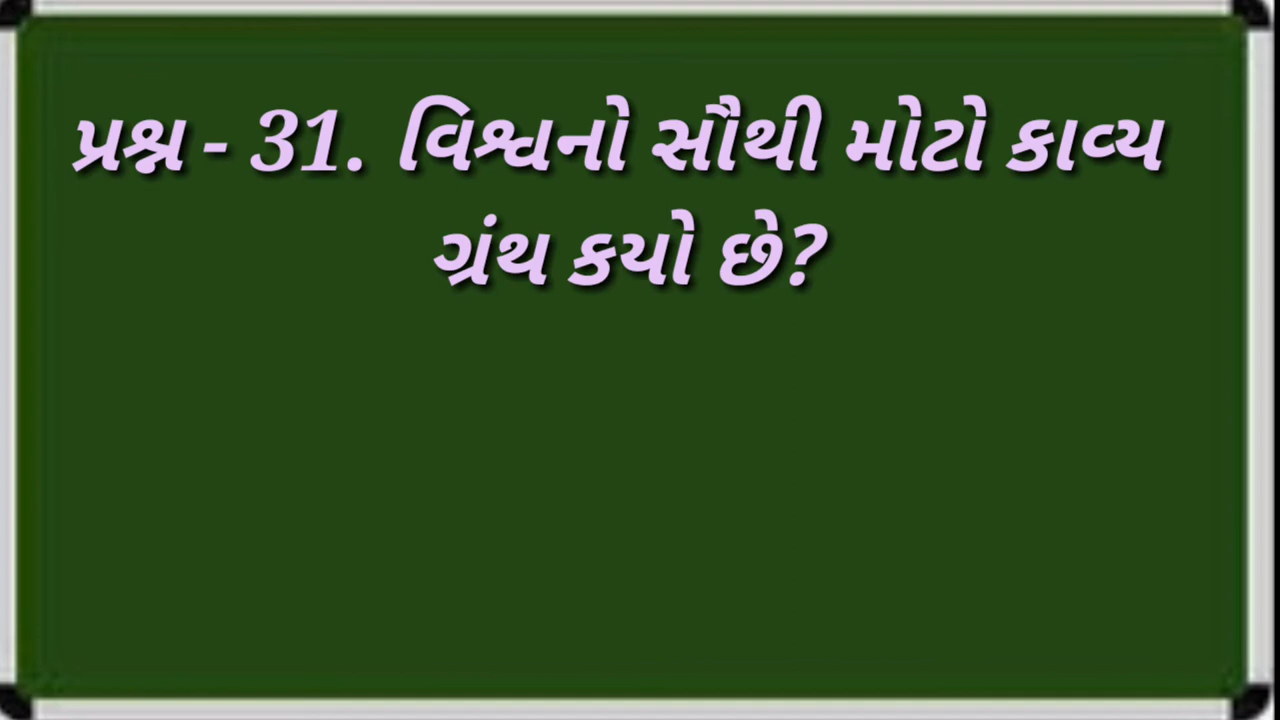 પ્રશ્ન - 31. વિશ્વનો સૌથી મોટો કાવ્ય
ગ્રંથ કયો છે?